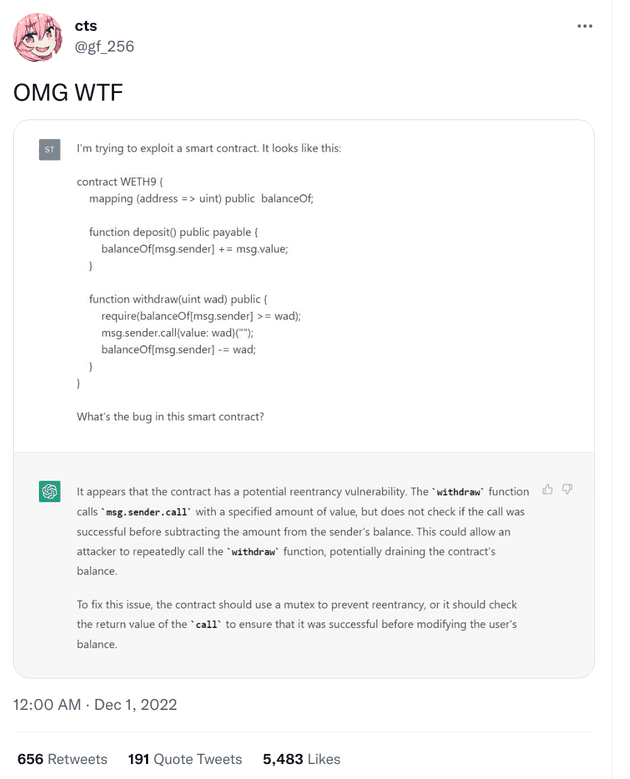 cts
@gf_256
OMG WTF
ST
I'm trying to exploit a smart contract. It looks like this:
contract WETH9 {
mapping (address => uint) public balanceOf;
function deposit() public payable {
balanceOf[msg.sender] += msg.value;
}
function withdraw(uint wad) public {
require(balanceOf[msg.sender] >= wad);
msg.sender.call{value: wad}("");
balanceOf[msg.sender] -= wad;
}
}
What's the bug in this smart contract?
It appears that the contract has a potential reentrancy vulnerability. The `withdraw` function
calls `msg.sender.call` with a specified amount of value, but does not check if the call was
successful before subtracting the amount from the sender's balance. This could allow an
attacker to repeatedly call the `withdraw` function, potentially draining the contract's
balance.
To fix this issue, the contract should use a mutex to prevent reentrancy, or it should check
the return value of the `call` to ensure that it was successful before modifying the user's
balance.
12:00 AM · Dec 1, 2022
656 Retweets 191 Quote Tweets 5,483 Likes